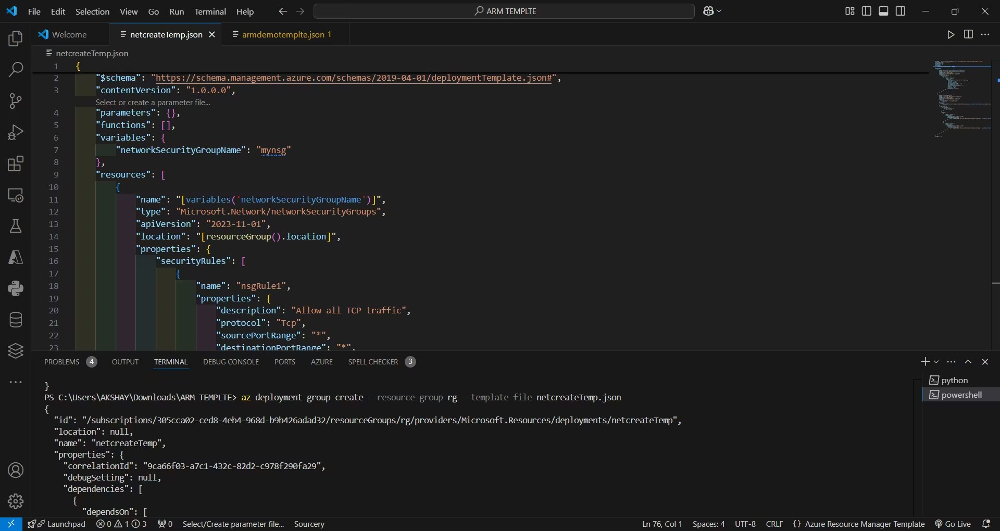 File Edit Selection View Go Run Terminal Help
ARM TEMPLTE
Welcome
netcreateTemp.json
armdemotemplte.json 1
netcreateTemp.json
1 {
2 "$schema": "https://schema.management.azure.com/schemas/2019-04-01/deploymentTemplate.json#",
3 "contentVersion": "1.0.0.0",
Select or create a parameter file...
4 "parameters": {},
5 "functions": [],
6 "variables": {
7 "networkSecurityGroupName": "mynsg"
8 },
9 "resources": [
10 {
11 "name": "[variables('networkSecurityGroupName')]",
12 "type": "Microsoft.Network/networkSecurityGroups",
13 "apiVersion": "2023-11-01",
14 "location": "[resourceGroup().location]",
15 "properties": {
16 "securityRules": [
17 {
18 "name": "nsgRule1",
19 "properties": {
20 "description": "Allow all TCP traffic",
21 "protocol": "Tcp",
22 "sourcePortRange": "*",
23 "destinationPortRange": "*",
PROBLEMS 4 OUTPUT TERMINAL DEBUG CONSOLE PORTS AZURE SPELL CHECKER 3
python
powershell
}
PS C:\Users\AKSHAY\Downloads\ARM TEMPLTE> az deployment group create --resource-group rg --template-file netcreateTemp.json
{
"id": "/subscriptions/305cca02-ced8-4eb4-968d-b9b426adad32/resourceGroups/rg/providers/Microsoft.Resources/deployments/netcreateTemp",
"location": null,
"name": "netcreateTemp",
"properties": {
"correlationId": "9ca66f03-a7c1-432c-82d2-c978f290fa29",
"debugSetting": null,
"dependencies": [
{
"dependsOn": [
Launchpad 0 1 3 0 Select/Create parameter file... Sourcery Ln 76, Col 1 Spaces: 4 UTF-8 CRLF {} Azure Resource Manager Template Go Live